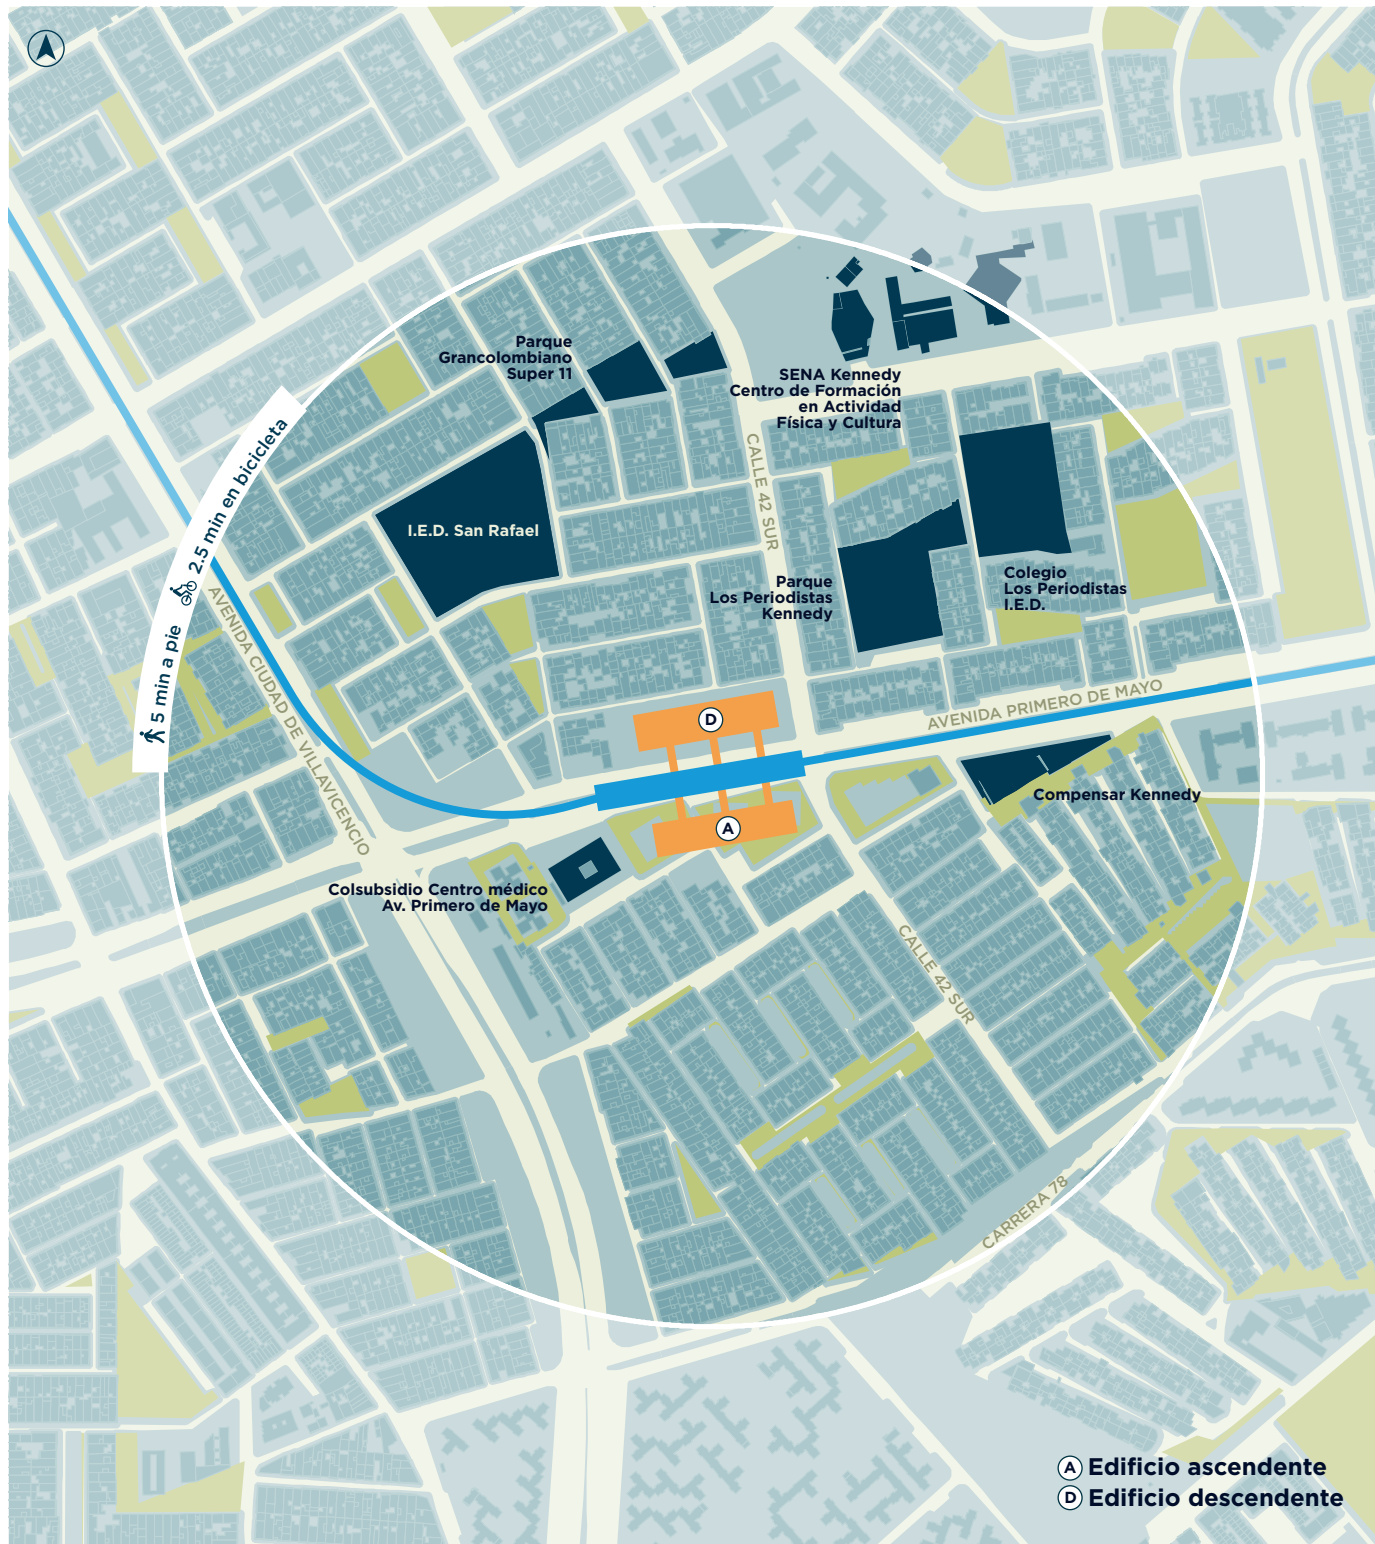 Parque
Grancolombiano
Super 11
SENA Kennedy
Centro de Formación
en Actividad
Física y Cultura
2.5 min en bicicleta
5 min a pie
CALLE 42 SUR
I.E.D. San Rafael
Parque
Los Periodistas
Kennedy
Colegio
Los Periodistas
I.E.D.
AVENIDA CIUDAD DE VILLAVICENCIO
AVENIDA PRIMERO DE MAYO
D
A
Compensar Kennedy
Colsubsidio Centro médico
Av. Primero de Mayo
CALLE 42 SUR
CARRERA 78
A Edificio ascendente
D Edificio descendente